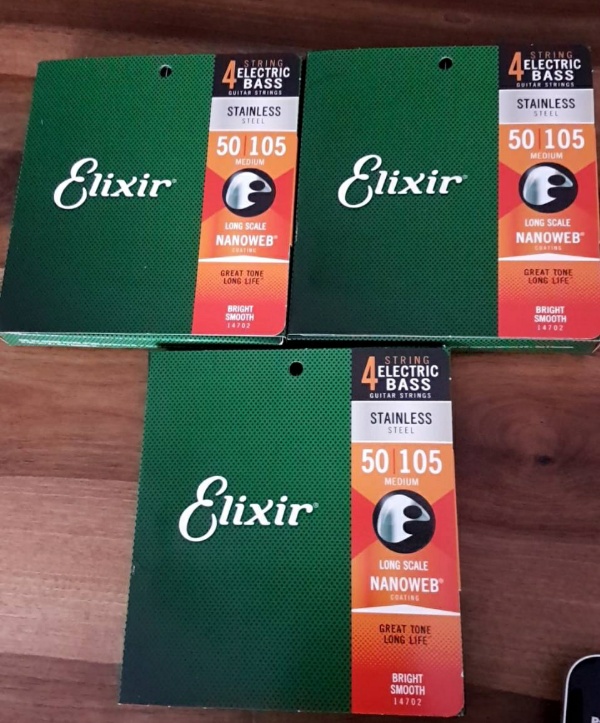 Elixir®
4 STRING
ELECTRIC
BASS
GUITAR STRINGS
STAINLESS
STEEL
50|105
MEDIUM
LONG SCALE
NANOWEB®
COATING
GREAT TONE
LONG LIFE™
BRIGHT
SMOOTH
14702
Elixir®
4 STRING
ELECTRIC
BASS
GUITAR STRINGS
STAINLESS
STEEL
50|105
MEDIUM
LONG SCALE
NANOWEB®
COATING
GREAT TONE
LONG LIFE™
BRIGHT
SMOOTH
14702
Elixir®
4 STRING
ELECTRIC
BASS
GUITAR STRINGS
STAINLESS
STEEL
50|105
MEDIUM
LONG SCALE
NANOWEB®
COATING
GREAT TONE
LONG LIFE™
BRIGHT
SMOOTH
14702